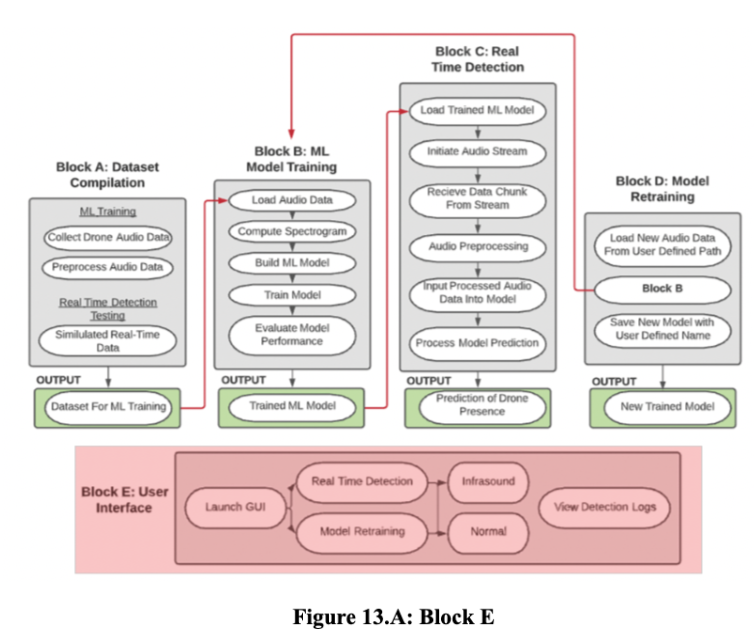 Block C: Real
Time Detection
Load Trained ML Model
Initiate Audio Stream
Recieve Data Chunk
From Stream
Audio Preprocessing
Input Processed Audio
Data Into Model
Process Model Prediction
OUTPUT
Prediction of Drone
Presence
Block B: ML
Model Training
Load Audio Data
Compute Spectrogram
Build ML Model
Train Model
Evaluate Model
Performance
OUTPUT
Trained ML Model
Block A: Dataset
Compilation
ML Training
Collect Drone Audio Data
Preprocess Audio Data
Real Time Detection
Testing
Similulated Real-Time
Data
OUTPUT
Dataset For ML Training
Block D: Model
Retraining
Load New Audio Data
From User Defined Path
Block B
Save New Model with
User Defined Name
OUTPUT
New Trained Model
Block E: User
Interface
Launch GUI
Real Time Detection
Model Retraining
Infrasound
Normal
View Detection Logs
Figure 13.A: Block E